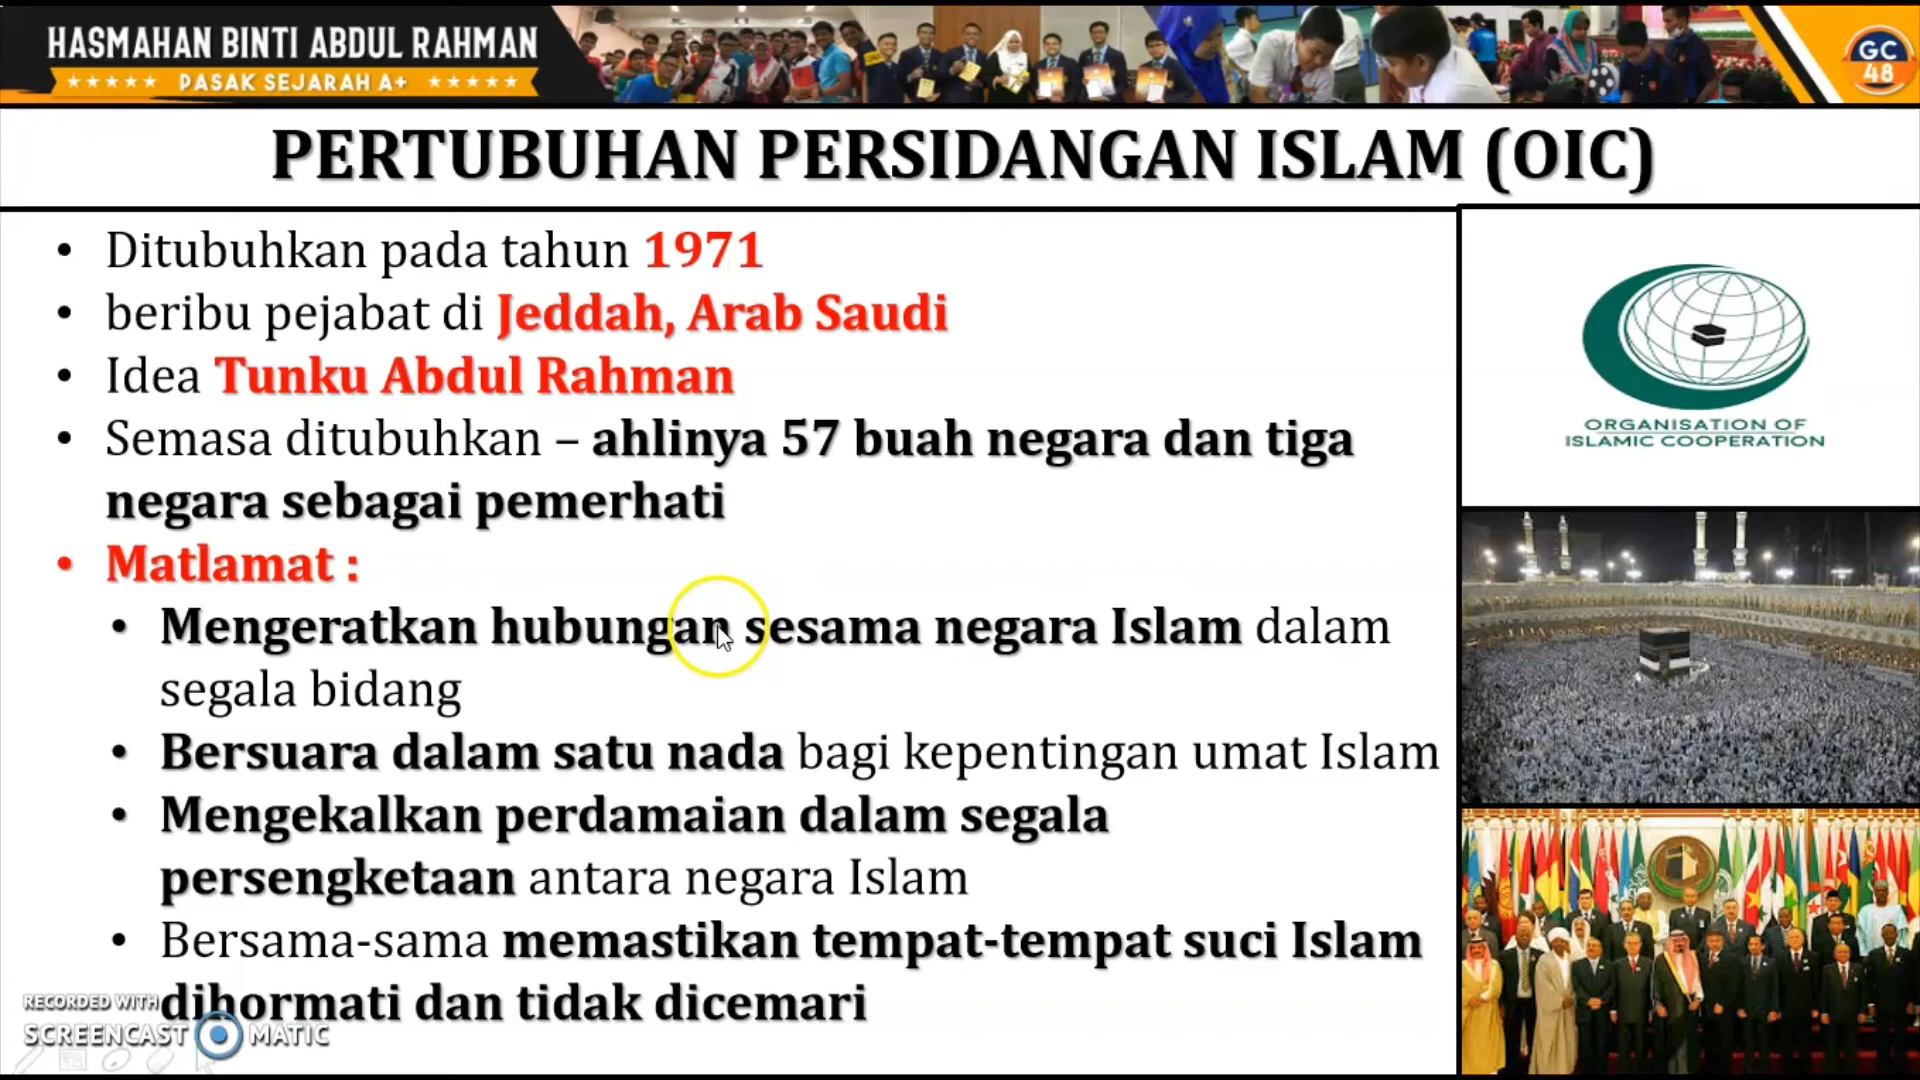 HASMAHAN BINTI ABDUL RAHMAN
PASAK SEJARAH A+
GC
48
PERTUBUHAN PERSIDANGAN ISLAM (OIC)
• Ditubuhkan pada tahun 1971
• beribu pejabat di Jeddah, Arab Saudi
• Idea Tunku Abdul Rahman
• Semasa ditubuhkan – ahlinya 57 buah negara dan tiga
negara sebagai pemerhati
• Matlamat :
• Mengeratkan hubungan sesama negara Islam dalam
segala bidang
• Bersuara dalam satu nada bagi kepentingan umat Islam
• Mengekalkan perdamaian dalam segala
persengketaan antara negara Islam
• Bersama-sama memastikan tempat-tempat suci Islam
dihormati dan tidak dicemari
ORGANISATION OF
ISLAMIC COOPERATION
RECORDED WITH
SCREENCAST MATIC